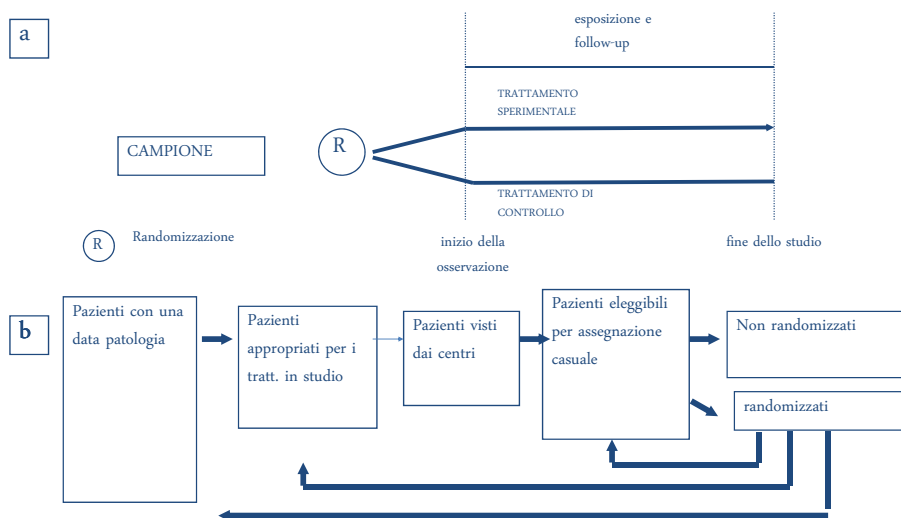 a
esposizione e
follow-up
TRATTAMENTO
SPERIMENTALE
CAMPIONE
R
TRATTAMENTO DI
CONTROLLO
R
Randomizzazione
inizio della
osservazione
fine dello studio
b
Pazienti con una
data patologia
Pazienti
appropriati per i
tratt. in studio
Pazienti visti
dai centri
Pazienti eleggibili
per assegnazione
casuale
Non randomizzati
randomizzati